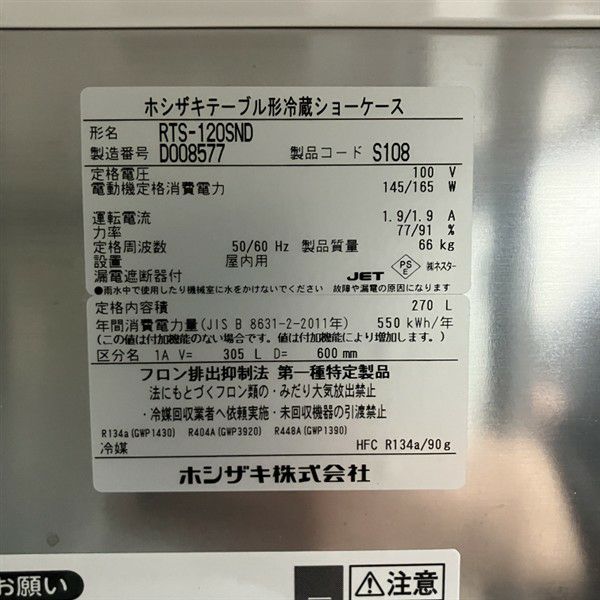 ホシザキテーブル形冷蔵ショーケース
形名 RTS-120SND
製造番号 D008577 製品コード S108
定格電圧 100 V
電動機定格消費電力 145/165 W
運転電流 1.9/1.9 A
力率 77/91 %
定格周波数 50/60 Hz 製品質量 66 kg
設置 屋内用
漏電遮断器付 JET PSE ㈱ネスター
●雨水中で使用したり機械室に水をかけないでください 故障や漏電の原因になります
定格内容積 270 L
年間消費電力量(JIS B 8631-2-2011年) 550 kWh/年
(この値は付加機能のない場合です。値は付加機能により増加します。)
区分名 1A V= 305 L D= 600 mm
フロン排出抑制法 第一種特定製品
法にもとづくフロン類の・みだり大気放出禁止
・冷媒回収業者へ依頼実施・未回収機器の引渡禁止
R134a(GWP1430) R404A(GWP3920) R448A(GWP1390)
冷媒 HFC R134a/90g
ホシザキ株式会社
お願い
⚠注意